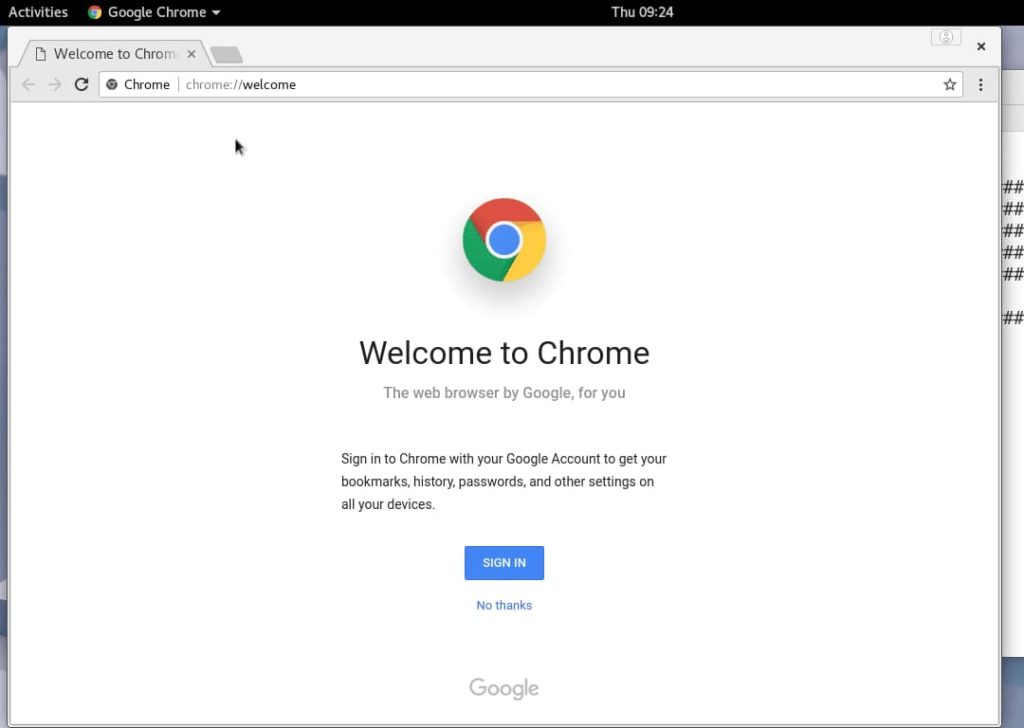 Activities Google Chrome Thu 09:24
Welcome to Chrom
Chrome chrome://welcome
##
##
##
##
##
##
Welcome to Chrome
The web browser by Google, for you
Sign in to Chrome with your Google Account to get your
bookmarks, history, passwords, and other settings on
all your devices.
SIGN IN
No thanks
Google